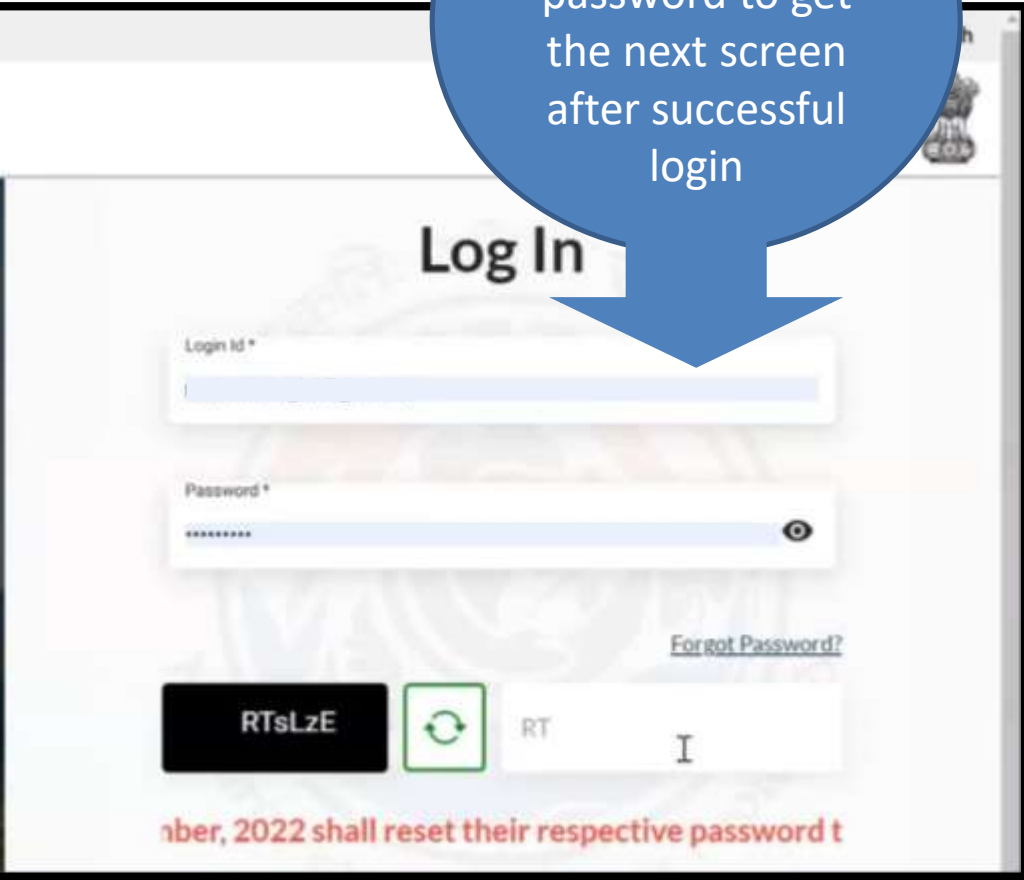 password to get
the next screen
after successful
login
Log In
Login Id *
Password *
•••••••••
Forgot Password?
RTsLzE
RT
nber, 2022 shall reset their respective password t